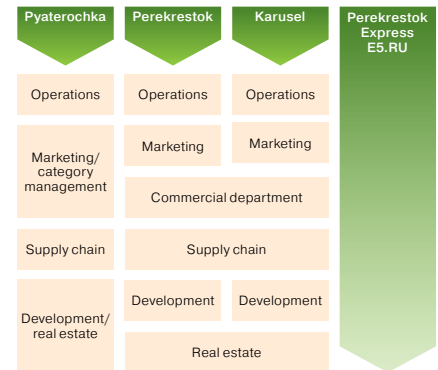 Pyaterochka
Perekrestok
Karusel
Perekrestok
Express
E5.RU
Operations
Operations
Operations
Marketing/
category
management
Marketing
Marketing
Commercial department
Supply chain
Supply chain
Development/
real estate
Development
Development
Real estate